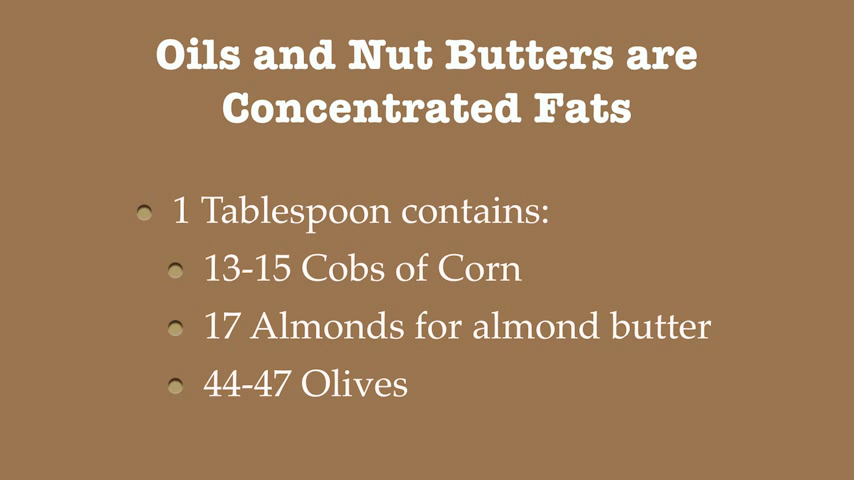 Oils and Nut Butters are
Concentrated Fats
1 Tablespoon contains:
13-15 Cobs of Corn
17 Almonds for almond butter
44-47 Olives